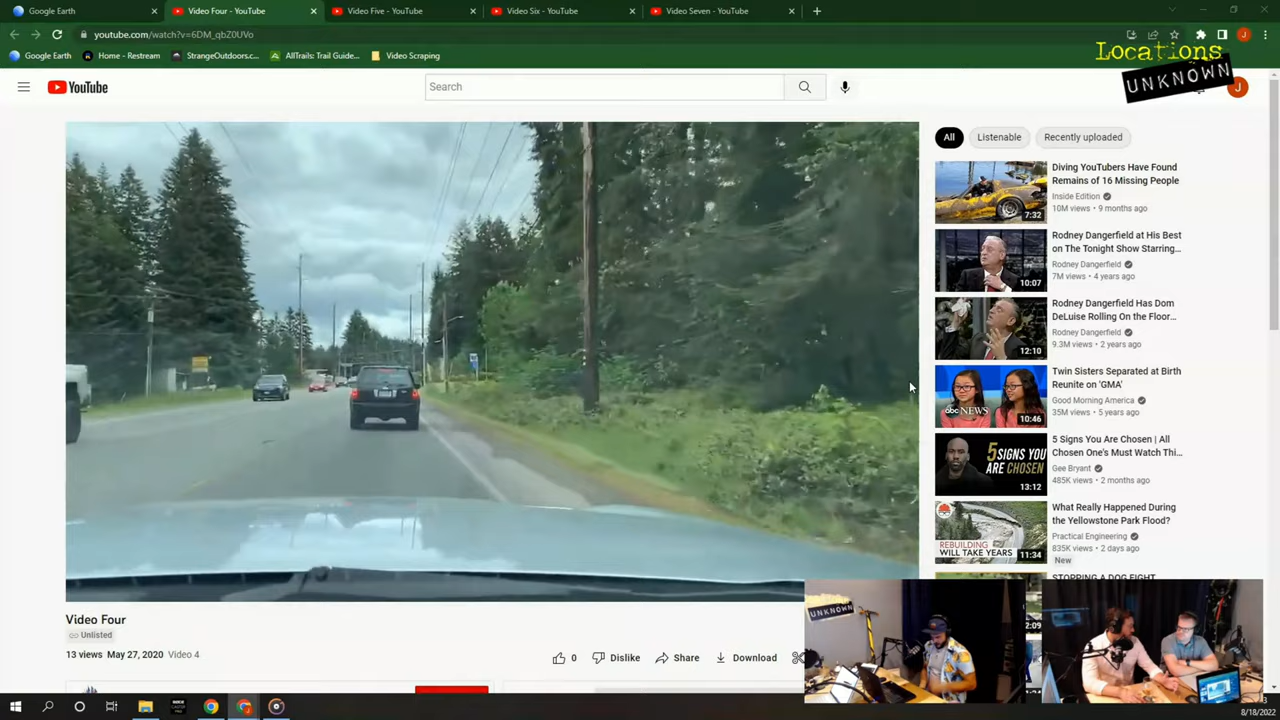 Google Earth
Video Four - YouTube
Video Five - YouTube
Video Six - YouTube
Video Seven - YouTube
youtube.com/watch?v=6DM_qbZ0UVo
Google Earth
Home - Restream
StrangeOutdoors.c...
AllTrails: Trail Guide...
Video Scraping
Locations
UNKNOWN
YouTube
Search
J
All
Listenable
Recently uploaded
Diving YouTubers Have Found
Remains of 16 Missing People
Inside Edition
10M views • 9 months ago
7:32
Rodney Dangerfield at His Best
on The Tonight Show Starring...
Rodney Dangerfield
7M views • 4 years ago
10:07
Rodney Dangerfield Has Dom
DeLuise Rolling On the Floor...
Rodney Dangerfield
9.3M views • 2 years ago
12:10
Twin Sisters Separated at Birth
Reunite on 'GMA'
Good Morning America
35M views • 5 years ago
abc NEWS
10:46
5 Signs You Are Chosen | All
Chosen One's Must Watch Thi...
Gee Bryant
485K views • 2 months ago
5 SIGNS YOU
ARE CHOSEN
13:12
What Really Happened During
the Yellowstone Park Flood?
Practical Engineering
835K views • 2 days ago
New
REBUILDING
WILL TAKE YEARS
11:34
STOPPING A DOG FIGHT
2:09
UNKNOWN
Video Four
Unlisted
13 views May 27, 2020 Video 4
0
Dislike
Share
Download
8/18/2022